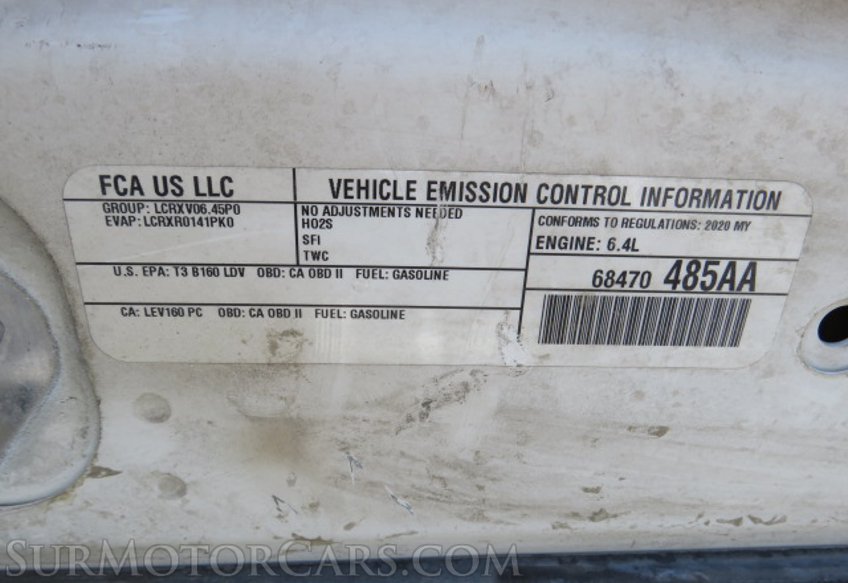 FCA US LLC
VEHICLE EMISSION CONTROL INFORMATION
GROUP: LCRXV06.45P0
EVAP: LCRXR0141PK0
NO ADJUSTMENTS NEEDED
HO2S
SFI
TWC
CONFORMS TO REGULATIONS: 2020 MY
ENGINE: 6.4L
U.S. EPA: T3 B160 LDV OBD: CA OBD II FUEL: GASOLINE
68470 485AA
CA: LEV160 PC OBD: CA OBD II FUEL: GASOLINE
SurMotorCars.com